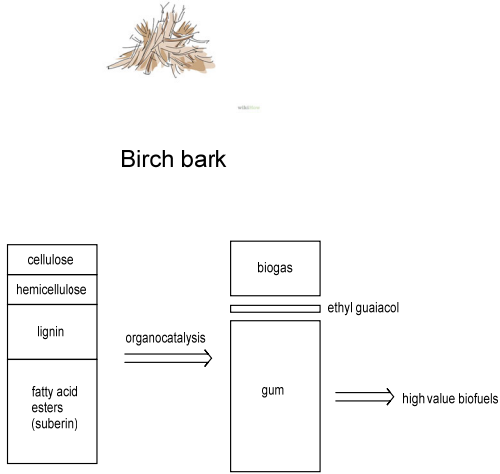 Birch bark
cellulose
hemicellulose
lignin
fatty acid
esters
(suberin)
organocatalysis
biogas
ethyl guaiacol
gum
high value biofuels